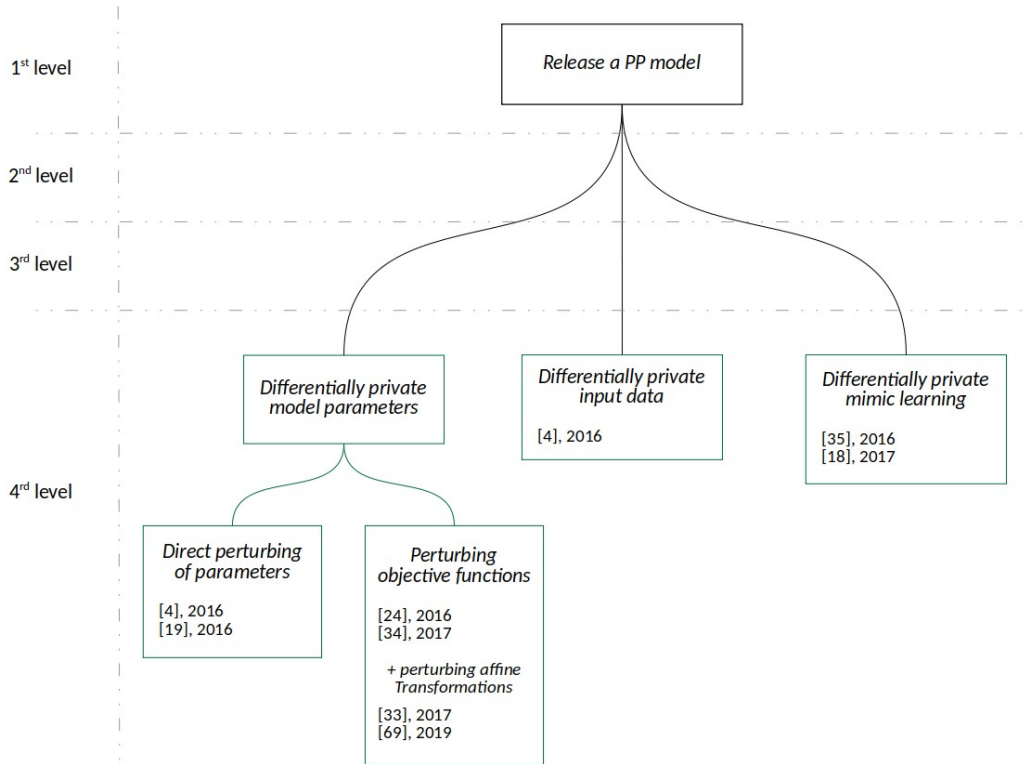 1st level
Release a PP model
2nd level
3rd level
Differentially private
model parameters
Differentially private
input data
[4], 2016
Differentially private
mimic learning
[35], 2016
[18], 2017
4rd level
Direct perturbing
of parameters
[4], 2016
[19], 2016
Perturbing
objective functions
[24], 2016
[34], 2017
+ perturbing affine
Transformations
[33], 2017
[69], 2019